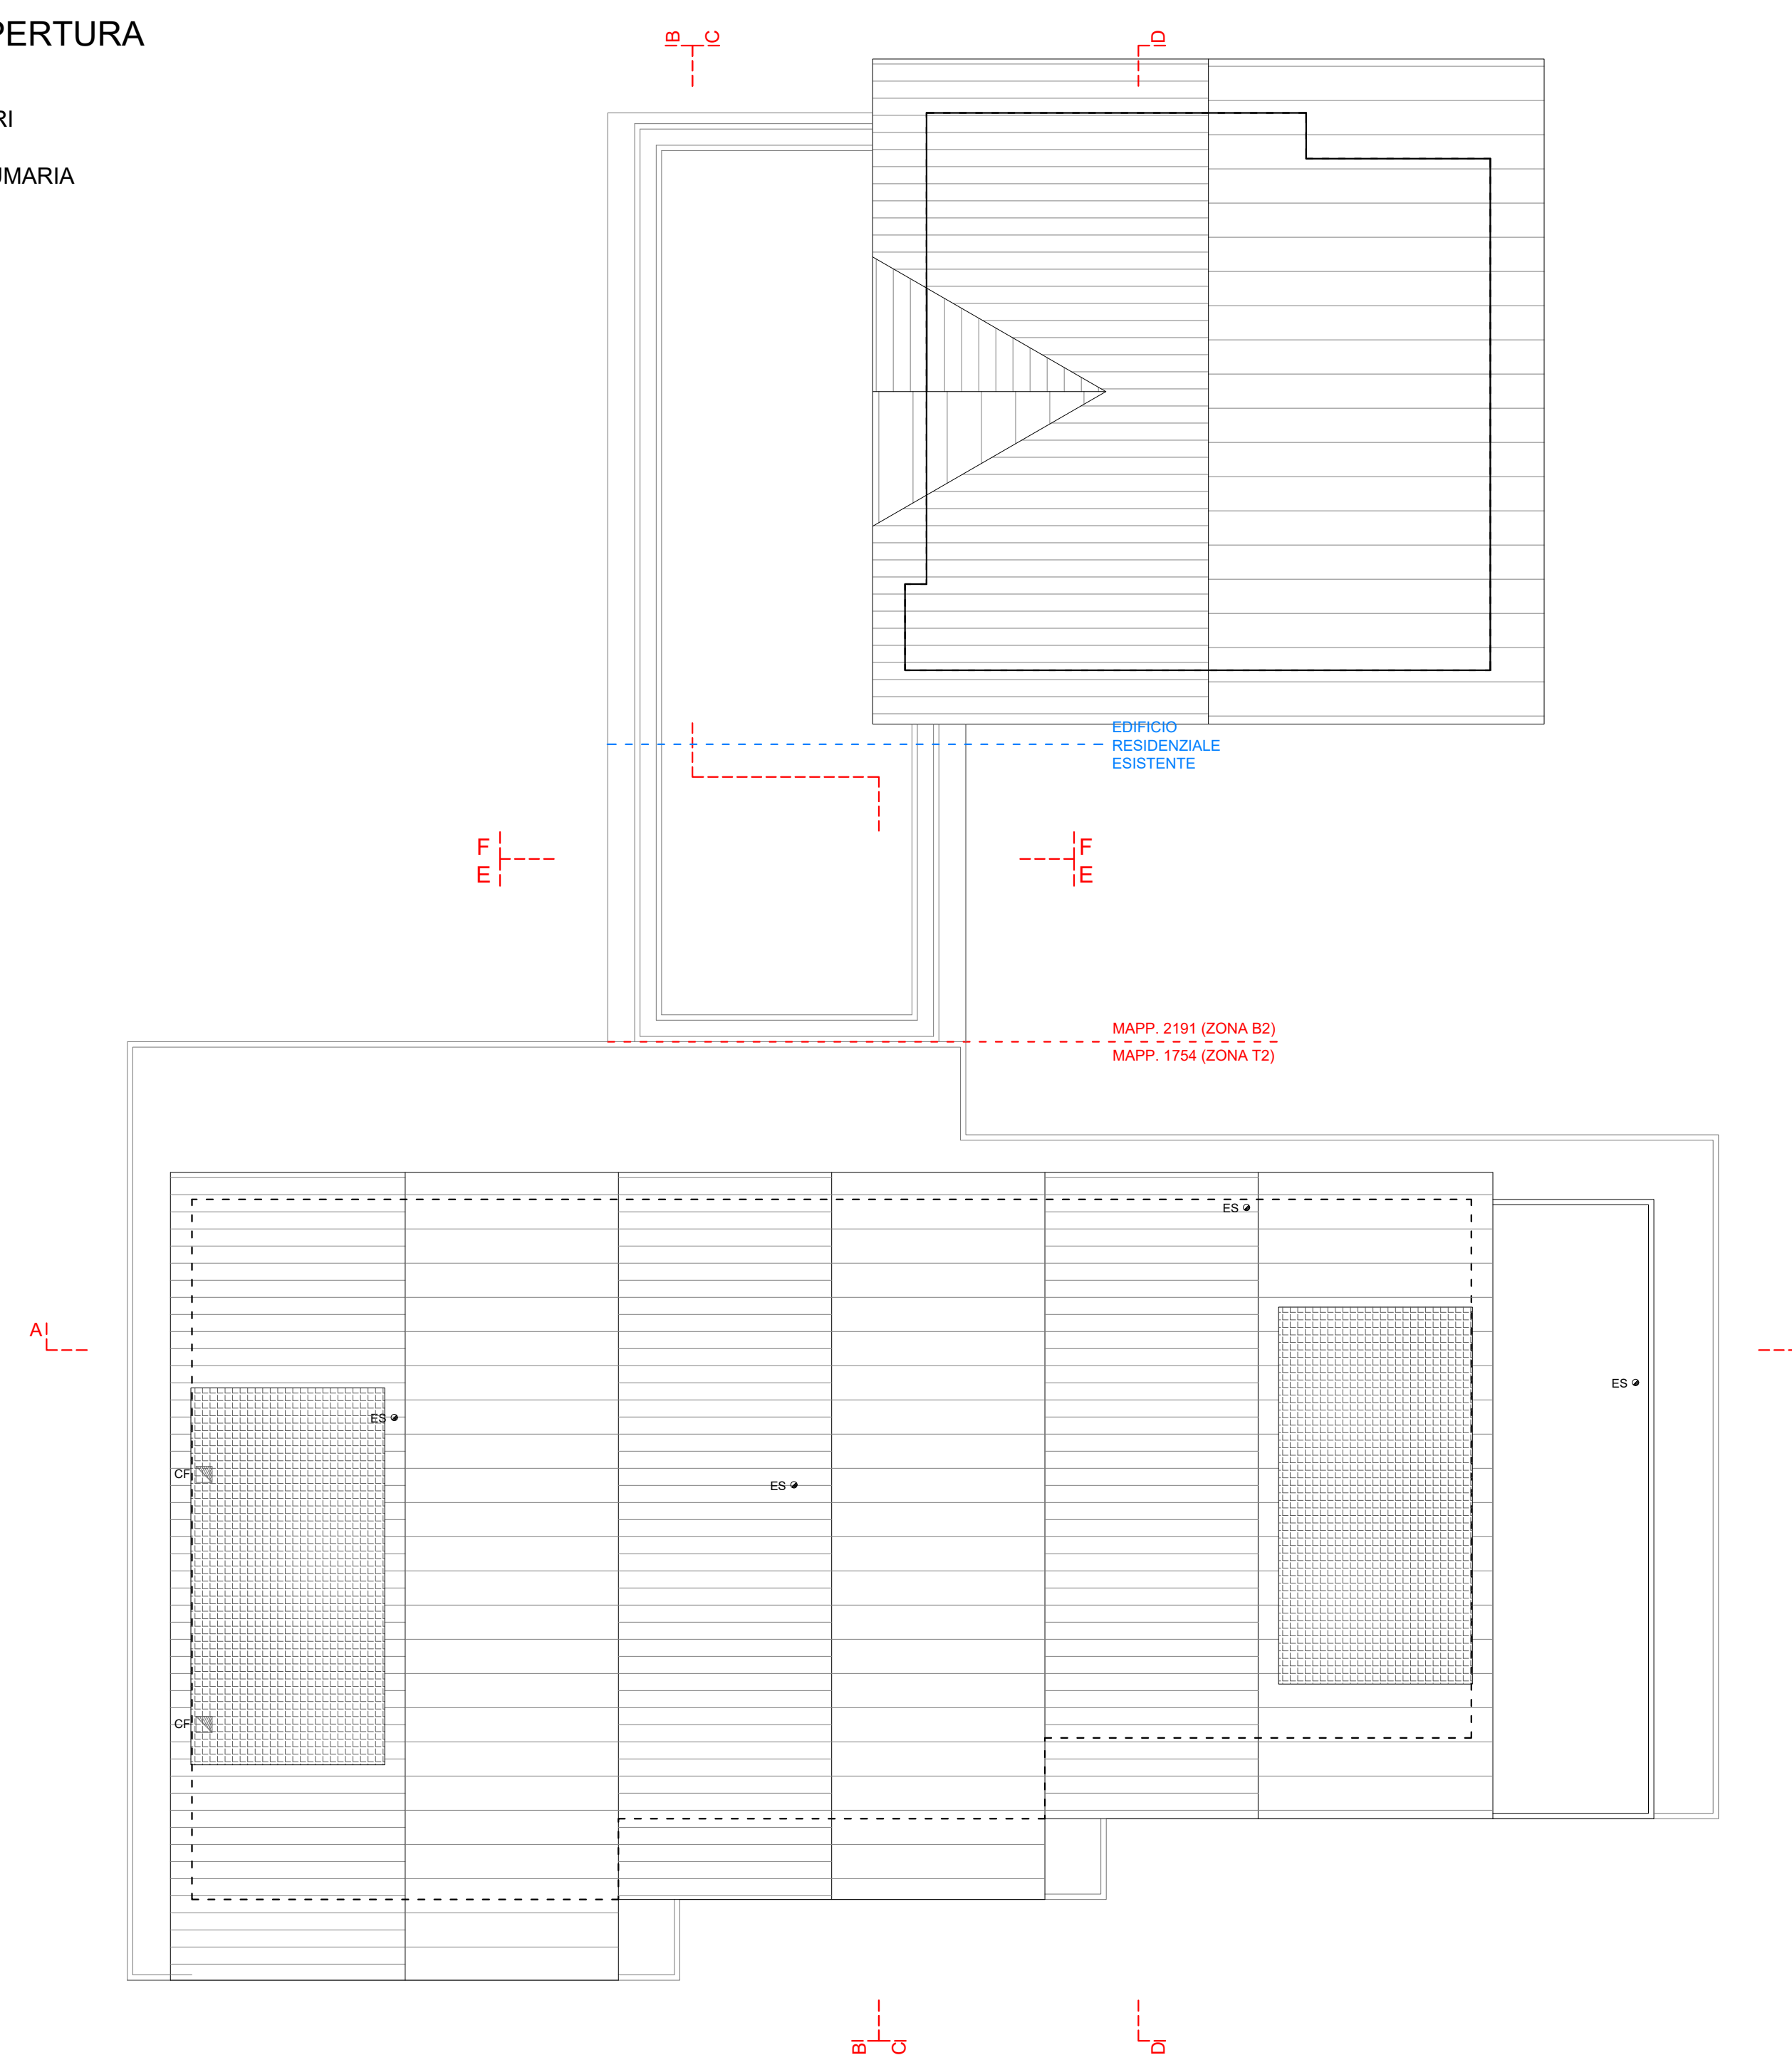 PERTURA
B C
D
RI
UMARIA
EDIFICIO
RESIDENZIALE
ESISTENTE
F
E
F
E
MAPP. 2191 (ZONA B2)
MAPP. 1754 (ZONA T2)
ES
A
ES
ES
CF
ES
CF
B C
D